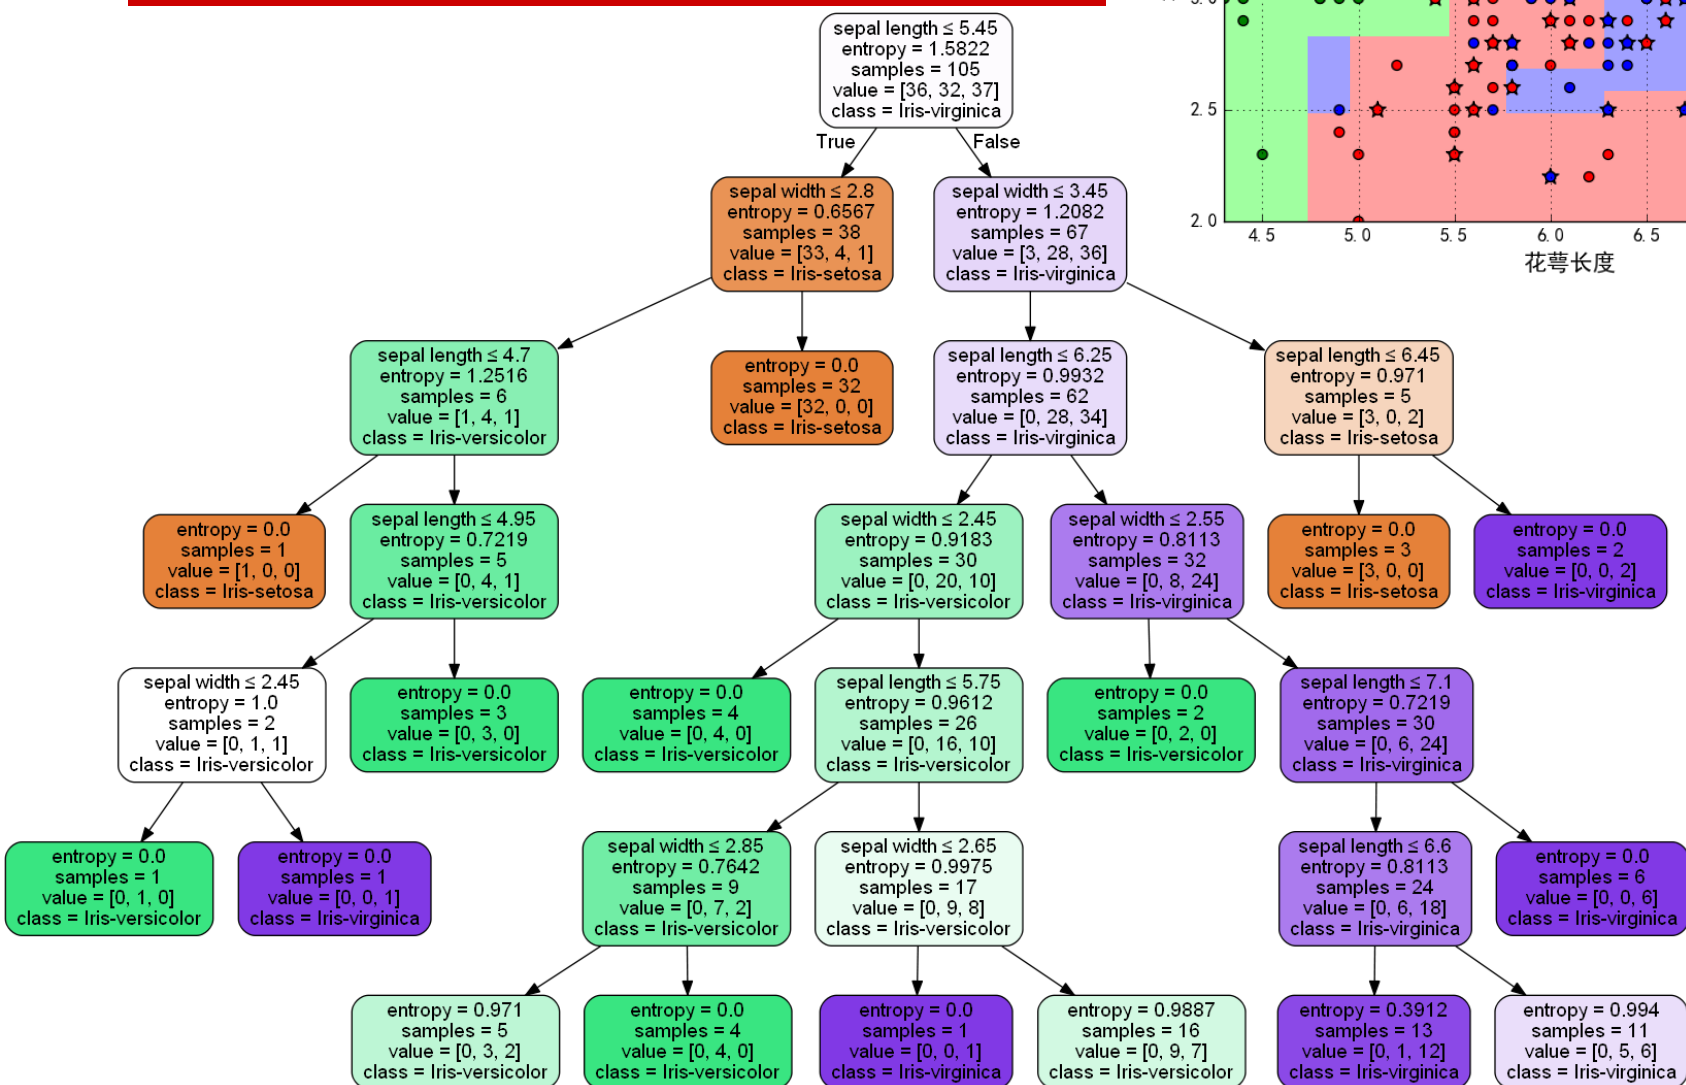 sepal length ≤ 5.45
entropy = 1.5822
samples = 105
value = [36, 32, 37]
class = Iris-virginica
True
False
sepal width ≤ 2.8
entropy = 0.6567
samples = 38
value = [33, 4, 1]
class = Iris-setosa
sepal width ≤ 3.45
entropy = 1.2082
samples = 67
value = [3, 28, 36]
class = Iris-virginica
2.5
2.0
4.5 5.0 5.5 6.0 6.5
花萼长度
sepal length ≤ 4.7
entropy = 1.2516
samples = 6
value = [1, 4, 1]
class = Iris-versicolor
entropy = 0.0
samples = 32
value = [32, 0, 0]
class = Iris-setosa
sepal length ≤ 6.25
entropy = 0.9932
samples = 62
value = [0, 28, 34]
class = Iris-virginica
sepal length ≤ 6.45
entropy = 0.971
samples = 5
value = [3, 0, 2]
class = Iris-setosa
entropy = 0.0
samples = 1
value = [1, 0, 0]
class = Iris-setosa
sepal length ≤ 4.95
entropy = 0.7219
samples = 5
value = [0, 4, 1]
class = Iris-versicolor
sepal width ≤ 2.45
entropy = 0.9183
samples = 30
value = [0, 20, 10]
class = Iris-versicolor
sepal width ≤ 2.55
entropy = 0.8113
samples = 32
value = [0, 8, 24]
class = Iris-virginica
entropy = 0.0
samples = 3
value = [3, 0, 0]
class = Iris-setosa
entropy = 0.0
samples = 2
value = [0, 0, 2]
class = Iris-virginica
sepal width ≤ 2.45
entropy = 1.0
samples = 2
value = [0, 1, 1]
class = Iris-versicolor
entropy = 0.0
samples = 3
value = [0, 3, 0]
class = Iris-versicolor
entropy = 0.0
samples = 4
value = [0, 4, 0]
class = Iris-versicolor
sepal length ≤ 5.75
entropy = 0.9612
samples = 26
value = [0, 16, 10]
class = Iris-versicolor
entropy = 0.0
samples = 2
value = [0, 2, 0]
class = Iris-versicolor
sepal length ≤ 7.1
entropy = 0.7219
samples = 30
value = [0, 6, 24]
class = Iris-virginica
entropy = 0.0
samples = 1
value = [0, 1, 0]
class = Iris-versicolor
entropy = 0.0
samples = 1
value = [0, 0, 1]
class = Iris-virginica
sepal width ≤ 2.85
entropy = 0.7642
samples = 9
value = [0, 7, 2]
class = Iris-versicolor
sepal width ≤ 2.65
entropy = 0.9975
samples = 17
value = [0, 9, 8]
class = Iris-versicolor
sepal length ≤ 6.6
entropy = 0.8113
samples = 24
value = [0, 6, 18]
class = Iris-virginica
entropy = 0.0
samples = 6
value = [0, 0, 6]
class = Iris-virginica
entropy = 0.971
samples = 5
value = [0, 3, 2]
class = Iris-versicolor
entropy = 0.0
samples = 4
value = [0, 4, 0]
class = Iris-versicolor
entropy = 0.0
samples = 1
value = [0, 0, 1]
class = Iris-virginica
entropy = 0.9887
samples = 16
value = [0, 9, 7]
class = Iris-versicolor
entropy = 0.3912
samples = 13
value = [0, 1, 12]
class = Iris-virginica
entropy = 0.994
samples = 11
value = [0, 5, 6]
class = Iris-virginica